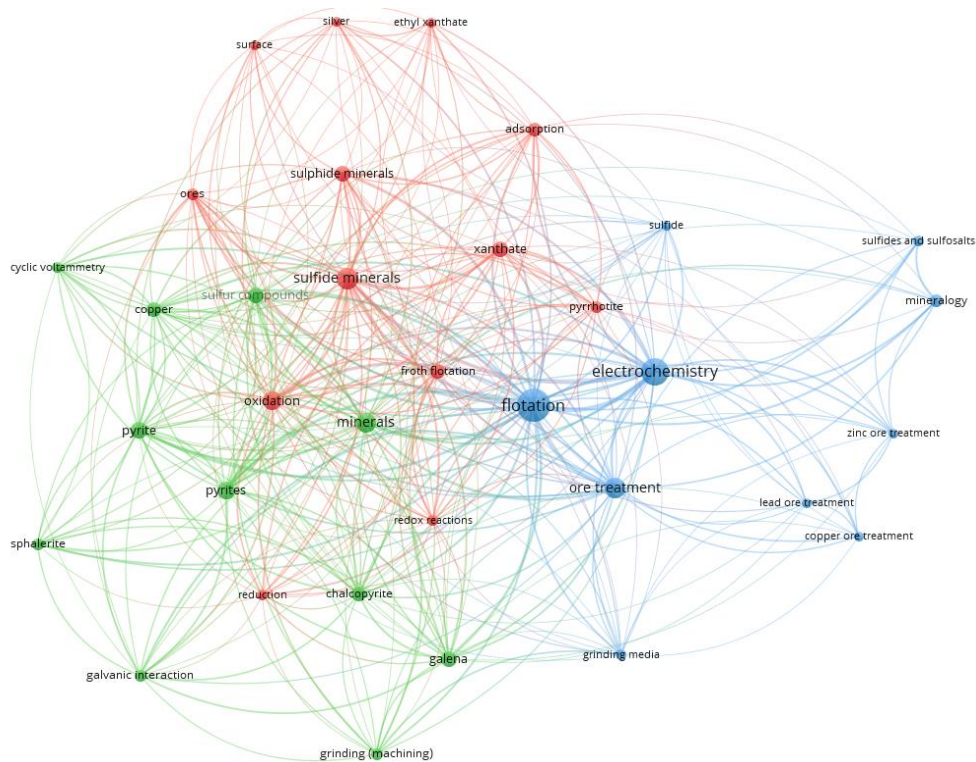 silver
ethyl xanthate
surface
adsorption
sulphide minerals
ores
sulfide
sulfides and sulfosalts
xanthate
cyclic voltammetry
sulfide minerals
sulfur compounds
mineralogy
copper
pyrrhotite
froth flotation
electrochemistry
oxidation
flotation
minerals
pyrite
zinc ore treatment
pyrites
ore treatment
lead ore treatment
redox reactions
copper ore treatment
sphalerite
reduction
chalcopyrite
galena
grinding media
galvanic interaction
grinding (machining)